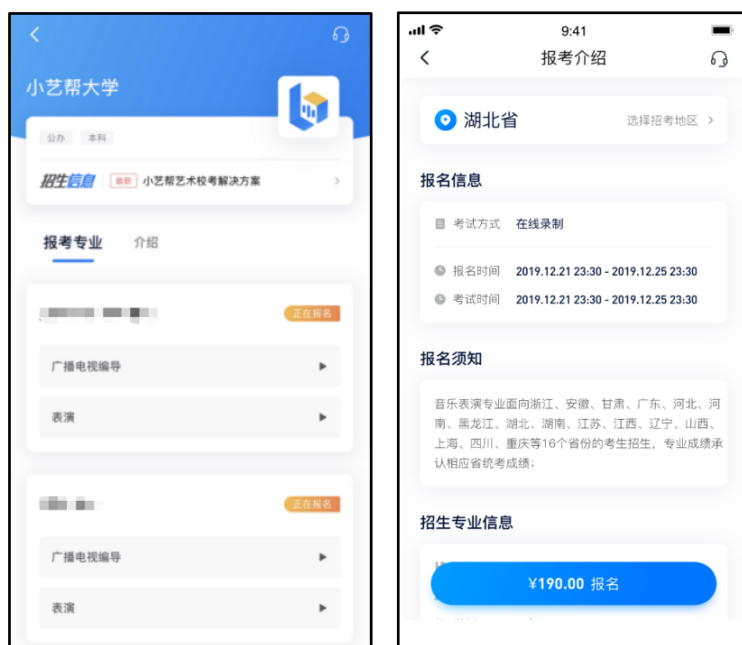 小艺帮大学
公办 本科
招生信息 最新 小艺帮艺术校考解决方案
报考专业 介绍
正在报名
广播电视编导
表演
正在报名
广播电视编导
表演
9:41
报考介绍
湖北省 选择招考地区
报名信息
考试方式 在线录制
报名时间 2019.12.21 23:30 - 2019.12.25 23:30
考试时间 2019.12.21 23:30 - 2019.12.25 23:30
报名须知
音乐表演专业面向浙江、安徽、甘肃、广东、河北、河
南、黑龙江、湖北、湖南、江苏、江西、辽宁、山西、
上海、四川、重庆等16个省份的考生招生，专业成绩承
认相应省统考成绩；
招生专业信息
¥190.00 报名